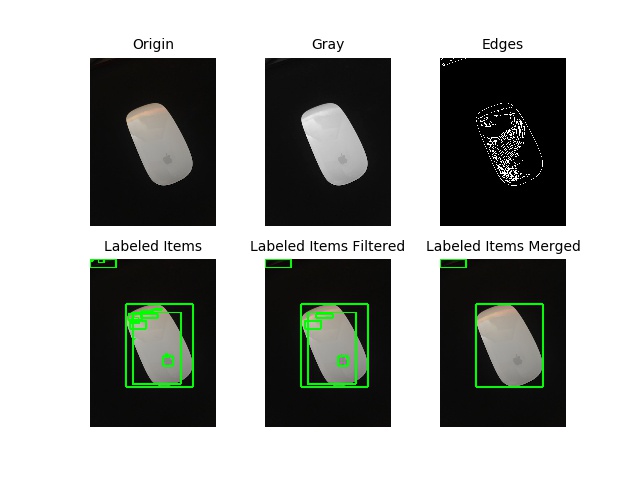 Origin
Gray
Edges
Labeled Items
Labeled Items Filtered
Labeled Items Merged